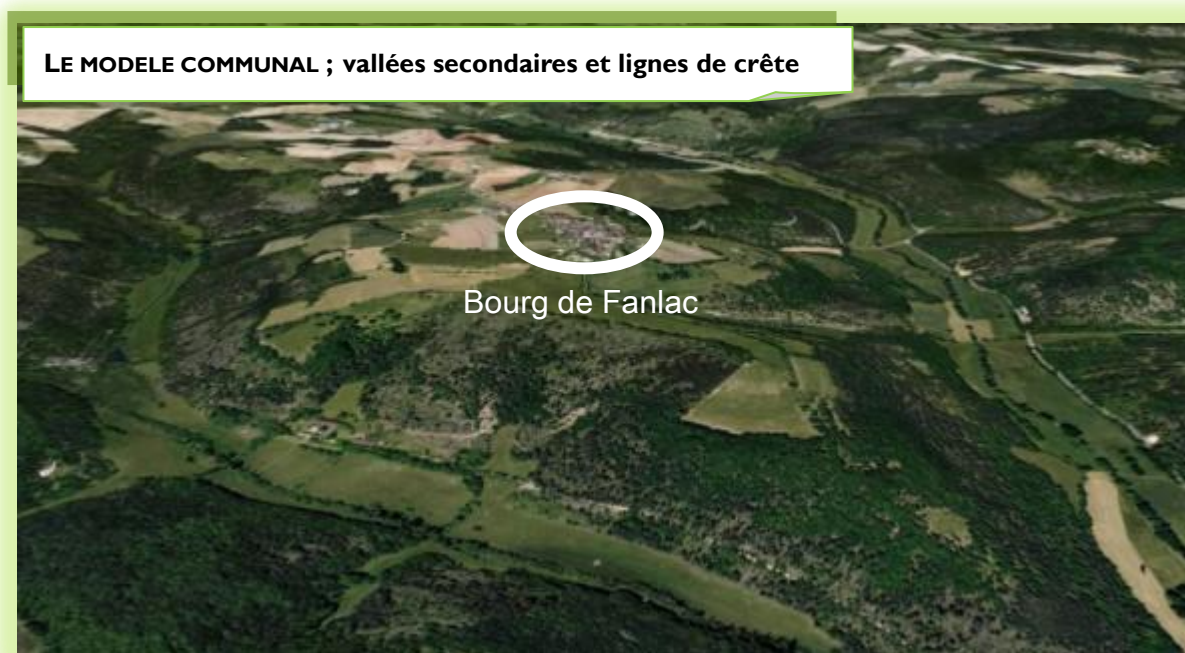 LE MODELE COMMUNAL ; vallées secondaires et lignes de crête
Bourg de Fanlac